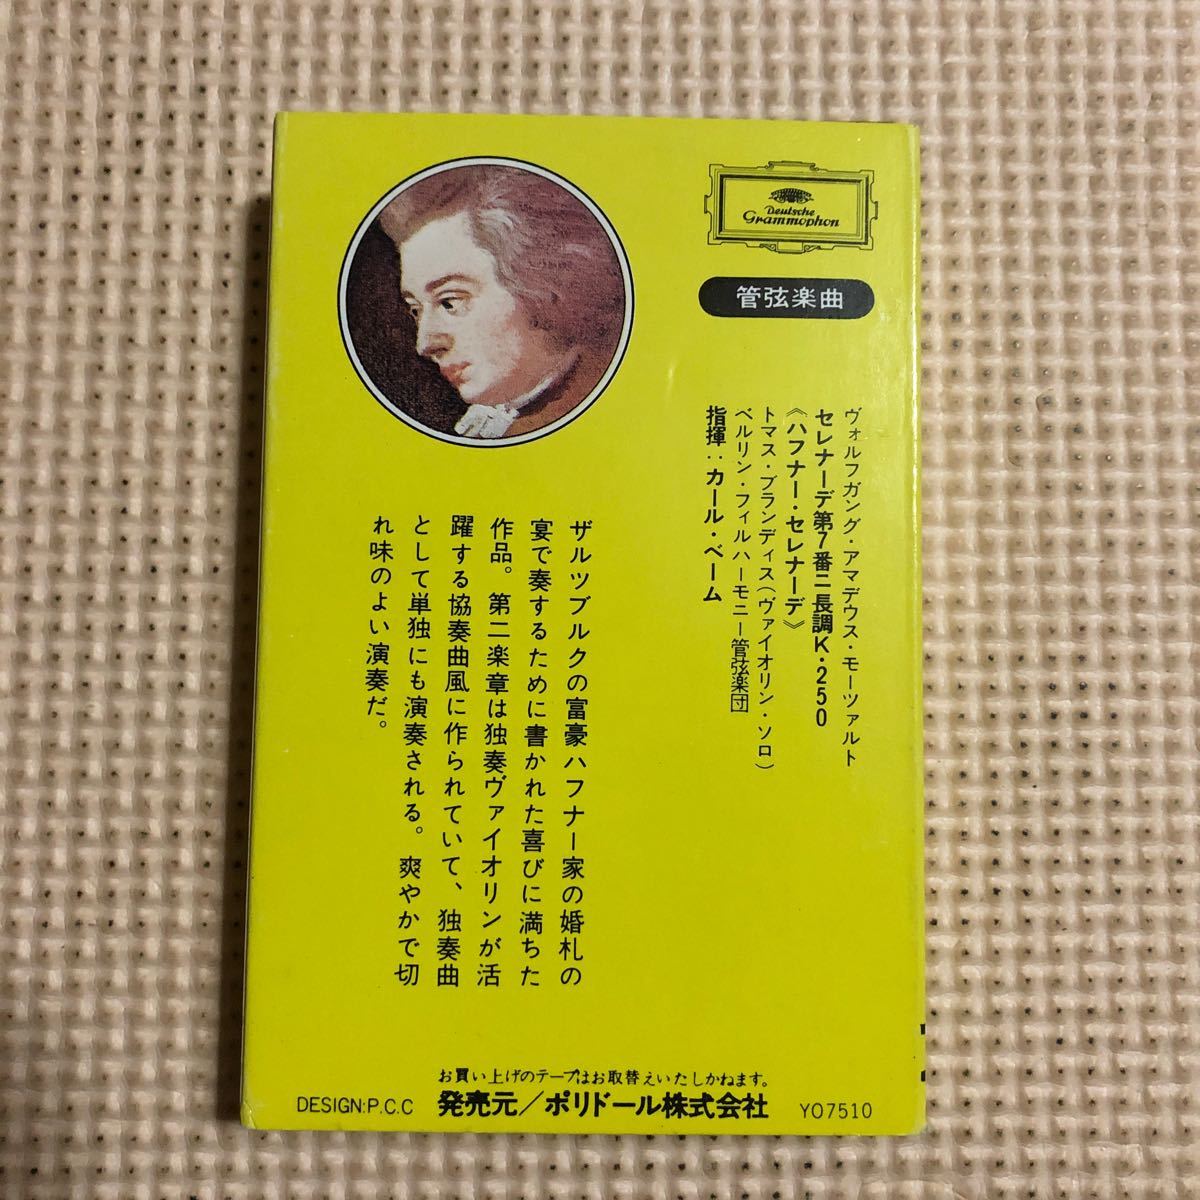 Deutsche
Grammophon
管弦楽曲
ヴォルフガング・アマデウス・モーツァルト
セレナーデ第7番ニ長調K・250
《ハフナー・セレナーデ》
トマス・ブランディス(ヴァイオリン・ソロ)
ベルリン・フィルハーモニー管弦楽団
指揮:カール・ベーム
ザルツブルクの富豪ハフナー家の婚礼の
宴で奏するために書かれた喜びに満ちた
作品。第二楽章は独奏ヴァイオリンが活
躍する協奏曲風に作られていて、独奏曲
として単独にも演奏される。爽やかで切
れ味のよい演奏だ。
お買い上げのテープはお取替えいたしかねます。
DESIGN:P.C.C 発売元/ポリドール株式会社 YO7510